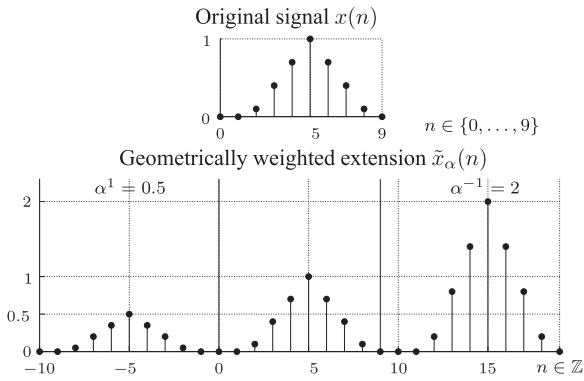 Original signal x(n)
1
0
0 5 9
n ∈ {0, . . . , 9}
Geometrically weighted extension x̃α(n)
α¹ = 0.5 α⁻¹ = 2
2
1
0.5
0
−10 −5 0 5 10 15 n ∈ ℤ